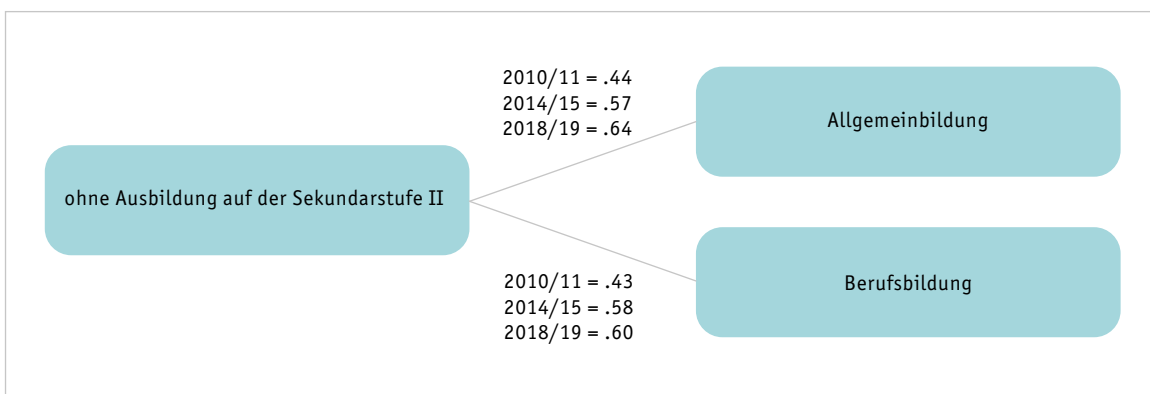 2010/11 = .44
2014/15 = .57
2018/19 = .64
Allgemeinbildung
ohne Ausbildung auf der Sekundarstufe II
2010/11 = .43
2014/15 = .58
2018/19 = .60
Berufsbildung